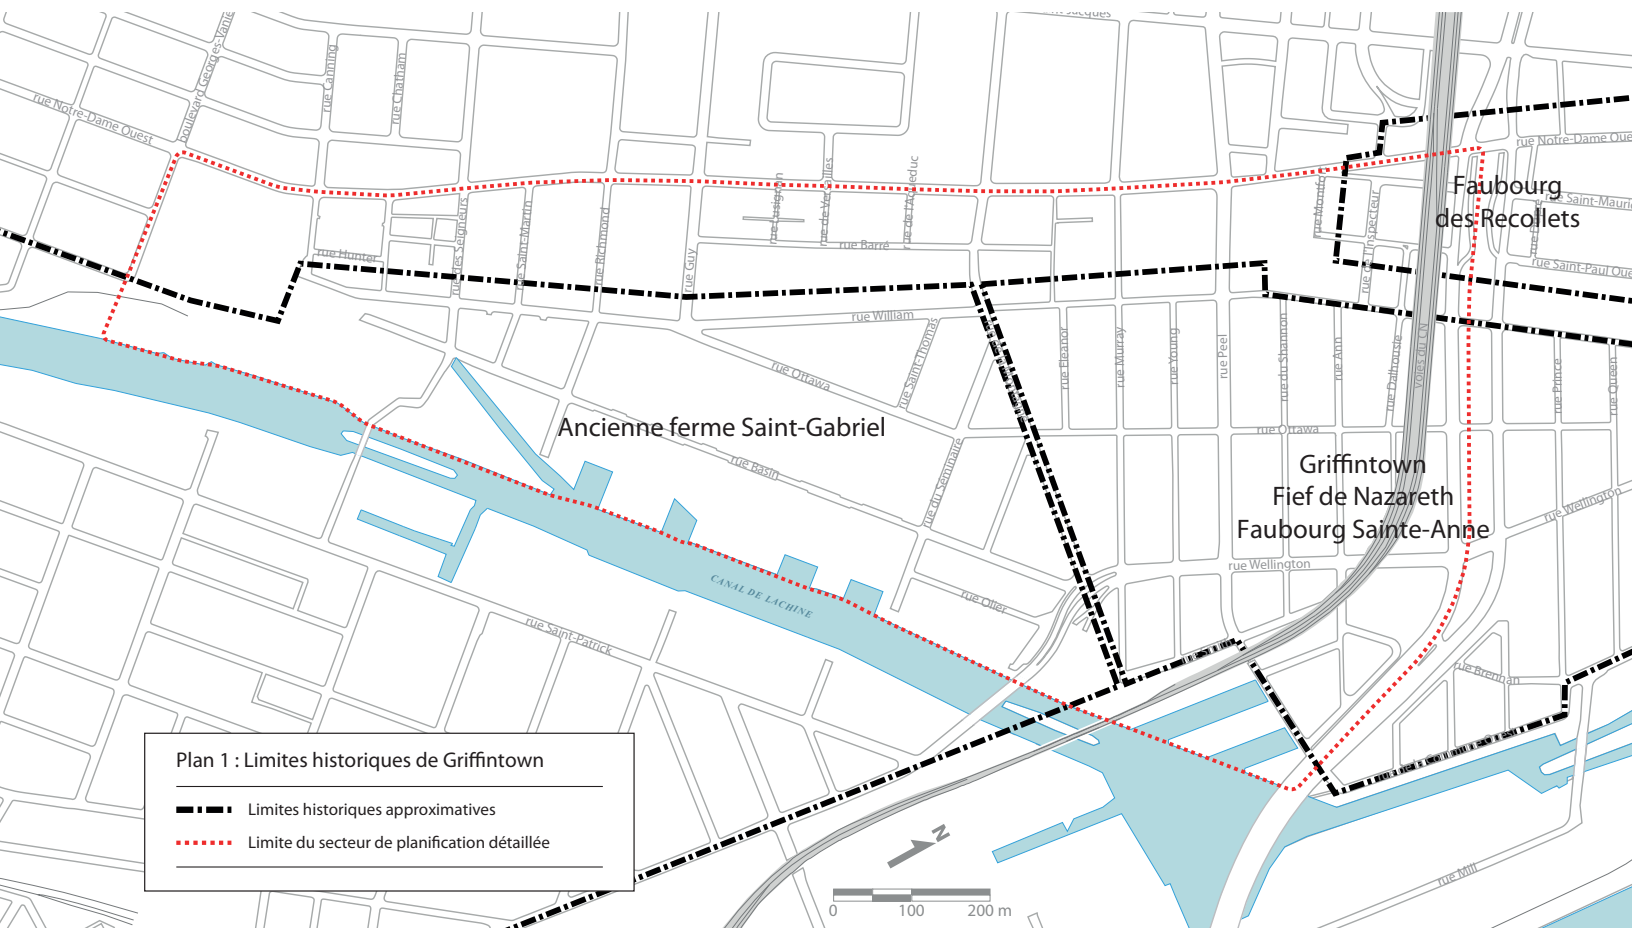 rue Notre-Dame Ouest
rue Canning
rue Chatham
rue Notre-Dame Oue
Faubourg
des Recollets
rue Saint-Mauri
rue Saint-Paul Oue
rue de l'Inspecteur
rue des Seigneurs
rue Saint-Martin
rue Richmond
rue Guy
rue Lusignan
rue de Versailles
rue de l'Aqueduc
rue Barré
rue Hunter
rue William
rue Saint-Thomas
rue Ottawa
rue Eleanor
rue Murray
rue Young
rue Peel
rue du Shannon
rue Ann
rue Dalhousie
voies du CN
rue Prince
rue Queen
Ancienne ferme Saint-Gabriel
rue Ottawa
rue Basin
rue du Séminaire
Griffintown
Fief de Nazareth
Faubourg Sainte-Anne
rue Wellington
rue Wellington
CANAL DE LACHINE
rue Olier
rue Saint-Patrick
rue Brennan
Plan 1 : Limites historiques de Griffintown
Limites historiques approximatives
Limite du secteur de planification détaillée
N
0 100 200 m
rue Mill